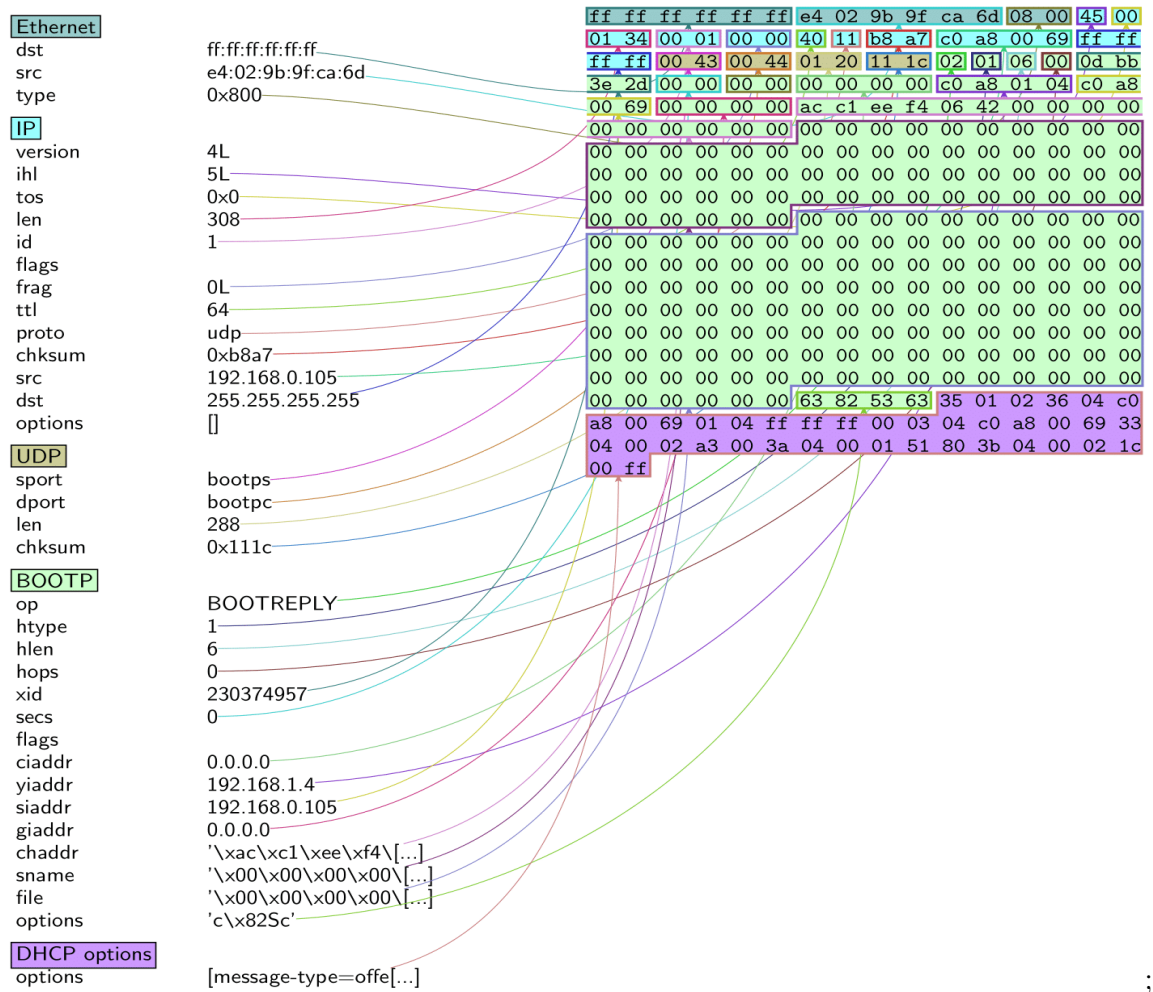 Ethernet
dst ff:ff:ff:ff:ff:ff
src e4:02:9b:9f:ca:6d
type 0x800
IP
version 4L
ihl 5L
tos 0x0
len 308
id 1
flags
frag 0L
ttl 64
proto udp
chksum 0xb8a7
src 192.168.0.105
dst 255.255.255.255
options []
UDP
sport bootps
dport bootpc
len 288
chksum 0x111c
BOOTP
op BOOTREPLY
htype 1
hlen 6
hops 0
xid 230374957
secs 0
flags
ciaddr 0.0.0.0
yiaddr 192.168.1.4
siaddr 192.168.0.105
giaddr 0.0.0.0
chaddr '\xac\xc1\xee\xf4\[...]
sname '\x00\x00\x00\x00\[...]
file '\x00\x00\x00\x00\[...]
options 'c\x82Sc'
DHCP options
options [message-type=offe[...]
ff ff ff ff ff ff e4 02 9b 9f ca 6d 08 00 45 00
01 34 00 01 00 00 40 11 b8 a7 c0 a8 00 69 ff ff
ff ff 00 43 00 44 01 20 11 1c 02 01 06 00 0d bb
3e 2d 00 00 00 00 00 00 00 00 c0 a8 01 04 c0 a8
00 69 00 00 00 00 ac c1 ee f4 06 42 00 00 00 00
00 00 00 00 00 00 00 00 00 00 00 00 00 00 00 00
00 00 00 00 00 00 00 00 00 00 00 00 00 00 00 00
00 00 00 00 00 00 00 00 00 00 00 00 00 00 00 00
00 00 00 00 00 00 00 00 00 00 00 00 00 00 00 00
00 00 00 00 00 00 00 00 00 00 00 00 00 00 00 00
00 00 00 00 00 00 00 00 00 00 00 00 00 00 00 00
00 00 00 00 00 00 00 00 00 00 00 00 00 00 00 00
00 00 00 00 00 00 00 00 00 00 00 00 00 00 00 00
00 00 00 00 00 00 00 00 00 00 00 00 00 00 00 00
00 00 00 00 00 00 00 00 00 00 00 00 00 00 00 00
00 00 00 00 00 00 00 00 00 00 00 00 00 00 00 00
00 00 00 00 00 00 00 00 00 00 00 00 00 00 00 00
00 00 00 00 00 00 63 82 53 63 35 01 02 36 04 c0
a8 00 69 01 04 ff ff ff 00 03 04 c0 a8 00 69 33
04 00 02 a3 00 3a 04 00 01 51 80 3b 04 00 02 1c
00 ff
;